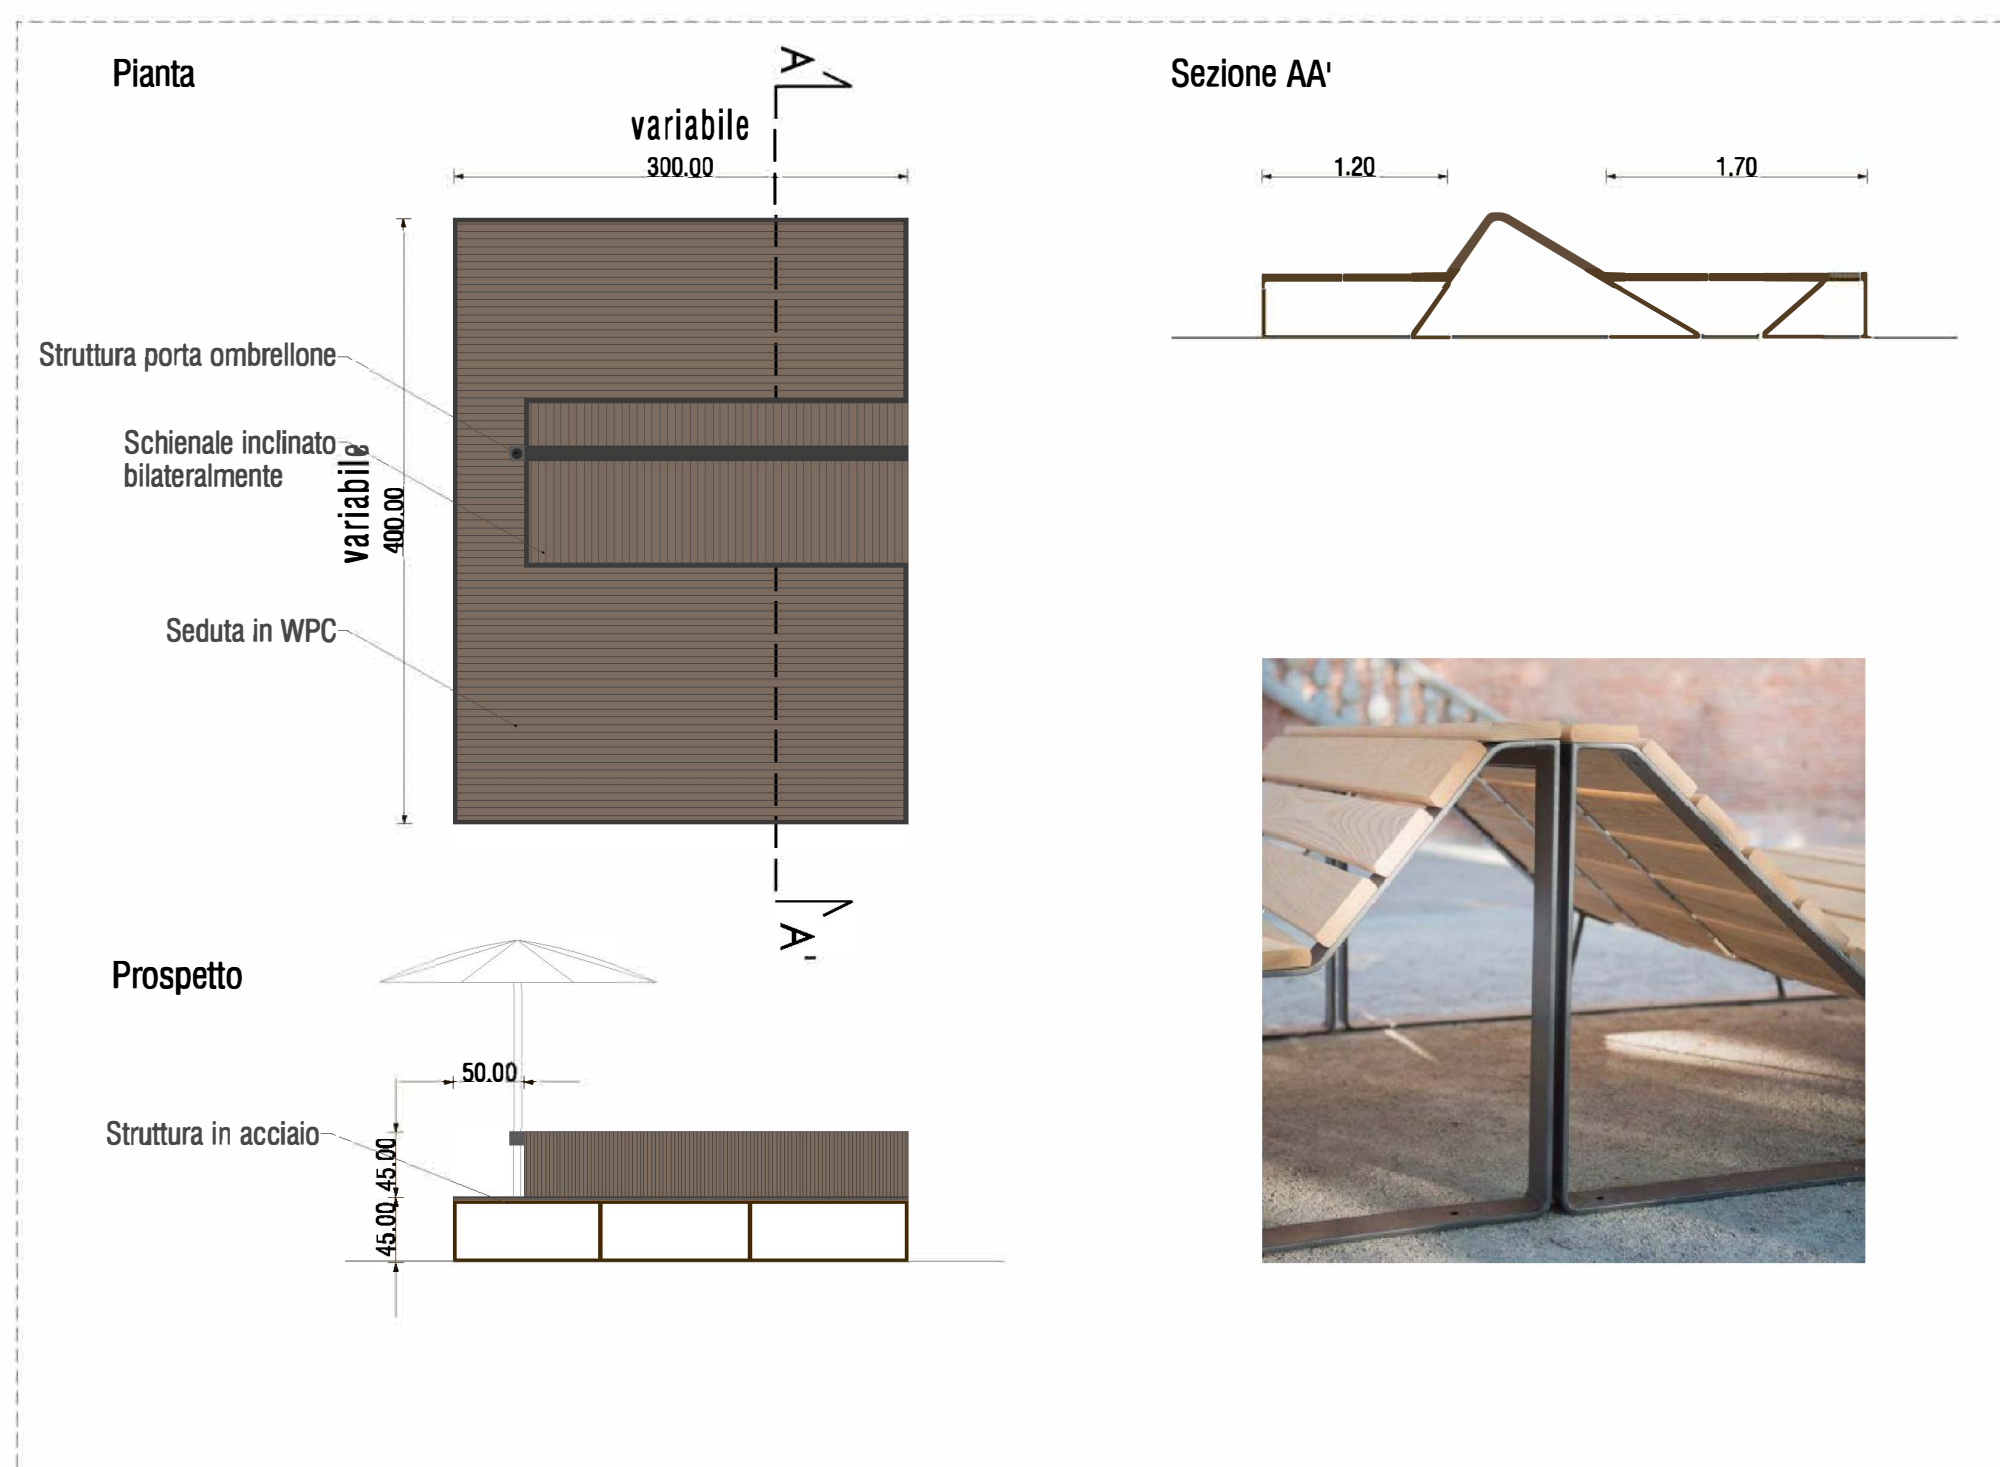 Pianta
A
variabile
300.00
Struttura porta ombrellone
Schienale inclinato
bilateralmente
variabile
400.00
Seduta in WPC
A'
Prospetto
50.00
Struttura in acciaio
45.00
45.00
Sezione AA'
1.20
1.70